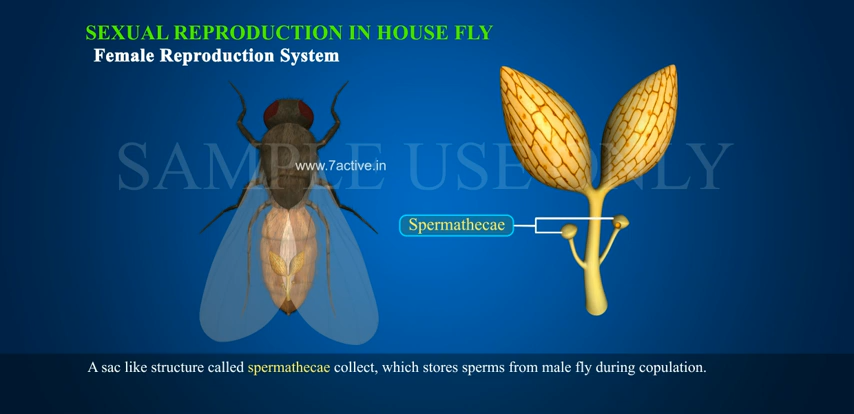 SEXUAL REPRODUCTION IN HOUSE FLY
Female Reproduction System
SAMPLE USE ONLY
www.7active.in
Spermathecae
A sac like structure called spermathecae collect, which stores sperms from male fly during copulation.